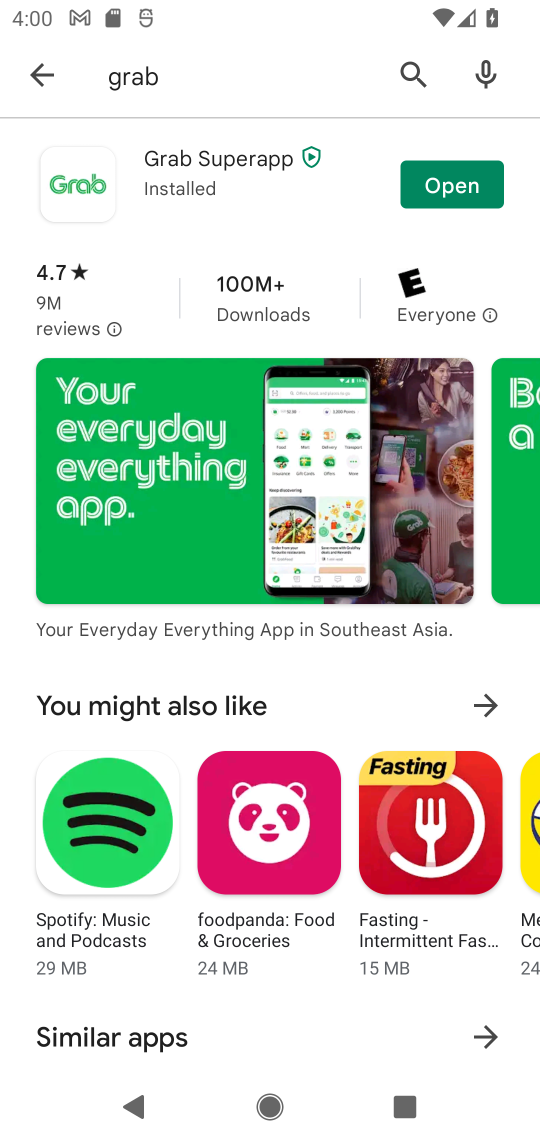 4:00
grab
Grab
Grab Superapp
Installed
Open
4.7★
9M
reviews
100M+
Downloads
E
Everyone
Your
everyday
everything
app.
Your Everyday Everything App in Southeast Asia.
You might also like
Fasting
Spotify: Music
and Podcasts
29 MB
foodpanda: Food
& Groceries
24 MB
Fasting -
Intermittent Fas...
15 MB
24
Similar apps